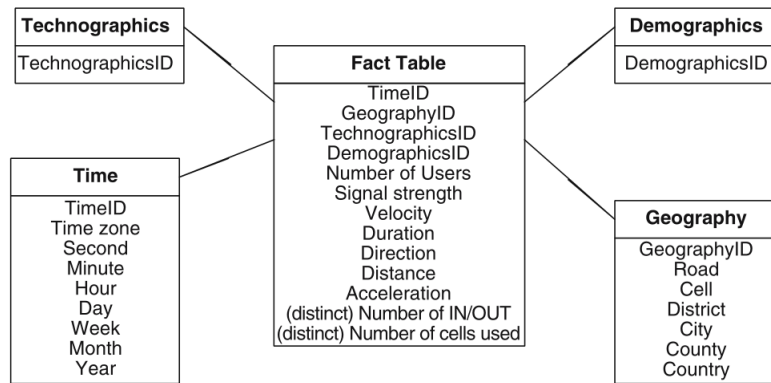 Technographics
TechnographicsID
Fact Table
TimeID
GeographyID
TechnographicsID
DemographicsID
Number of Users
Signal strength
Velocity
Duration
Direction
Distance
Acceleration
(distinct) Number of IN/OUT
(distinct) Number of cells used
Demographics
DemographicsID
Time
TimeID
Time zone
Second
Minute
Hour
Day
Week
Month
Year
Geography
GeographyID
Road
Cell
District
City
County
Country